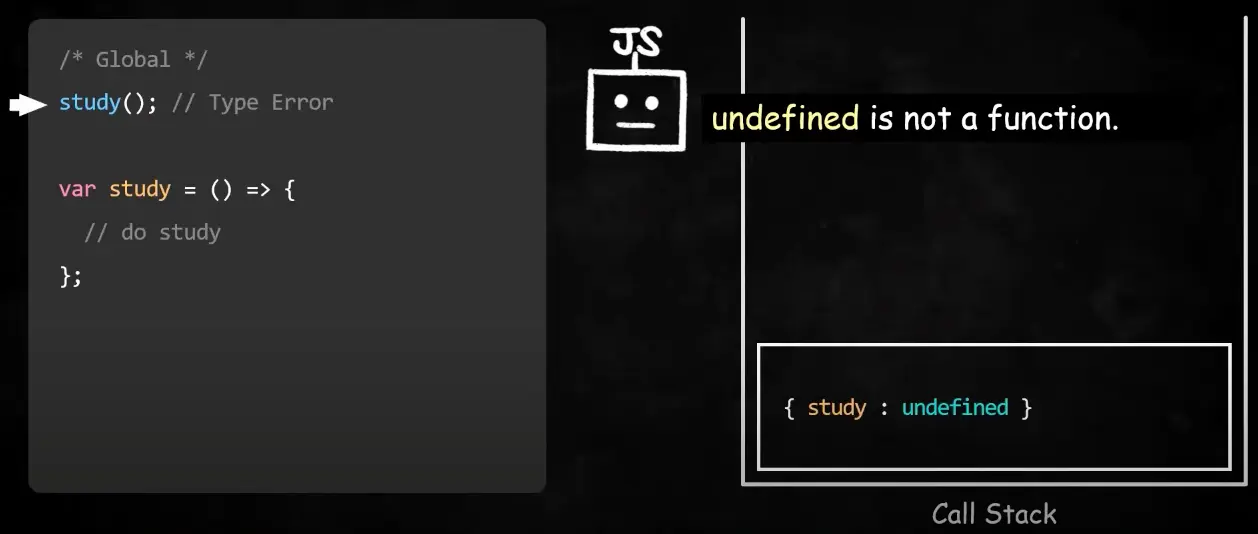 /* Global */
study(); // Type Error
var study = () => {
// do study
};
JS
undefined is not a function.
{ study : undefined }
Call Stack